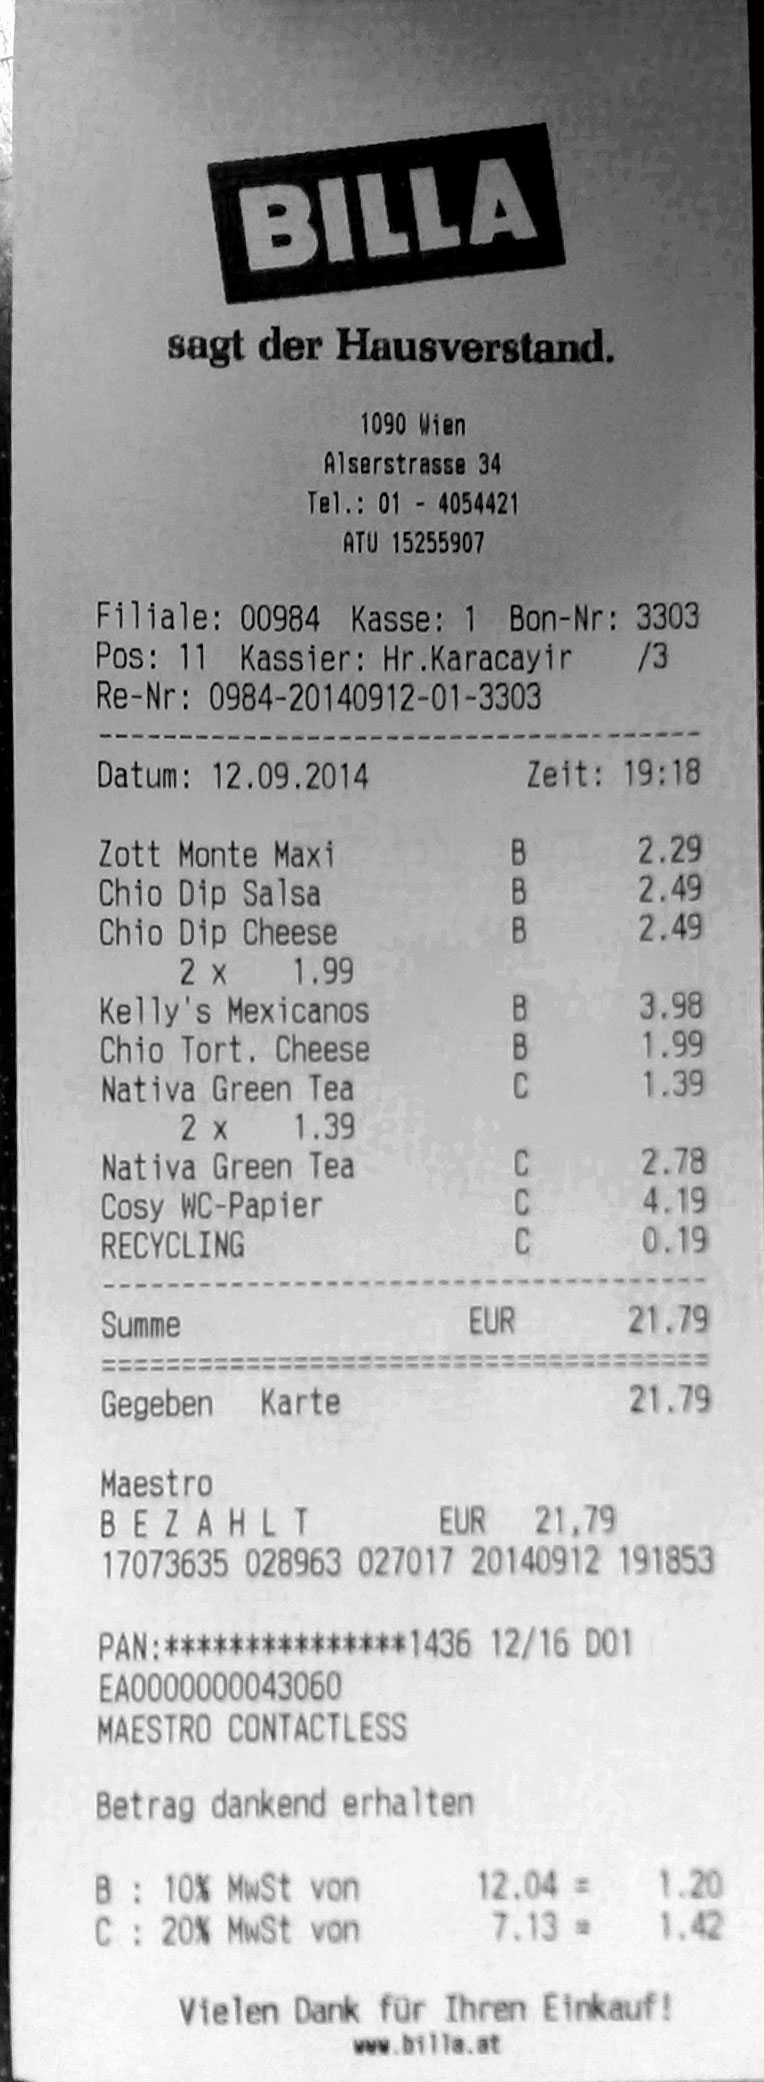 BILLA
sagt der Hausverstand.
1090 Wien
Alserstrasse 34
Tel.: 01 - 4054421
ATU 15255907
Filiale: 00984 Kasse: 1 Bon-Nr: 3303
Pos: 11 Kassier: Hr.Karacayir /3
Re-Nr: 0984-20140912-01-3303
--------------------------------------
Datum: 12.09.2014 Zeit: 19:18
Zott Monte Maxi B 2.29
Chio Dip Salsa B 2.49
Chio Dip Cheese B 2.49
2 x 1.99
Kelly's Mexicanos B 3.98
Chio Tort. Cheese B 1.99
Nativa Green Tea C 1.39
2 x 1.39
Nativa Green Tea C 2.78
Cosy WC-Papier C 4.19
RECYCLING C 0.19
--------------------------------------
Summe EUR 21.79
======================================
Gegeben Karte 21.79
Maestro
B E Z A H L T EUR 21,79
17073635 028963 027017 20140912 191853
PAN:***************1436 12/16 D01
EA0000000043060
MAESTRO CONTACTLESS
Betrag dankend erhalten
B : 10% MwSt von 12.04 = 1.20
C : 20% MwSt von 7.13 = 1.42
Vielen Dank für Ihren Einkauf!
www.billa.at